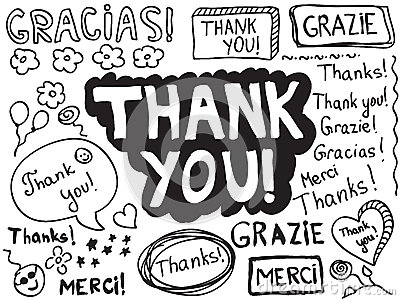 GRACIAS!
THANK
YOU!
GRAZIE
THANK
YOU!
Thanks!
Thank you!
Grazie!
Gracias!
Merci
Thanks!
Thank
you!
Thank
you
Thanks!
MERCI!
Thanks!
GRAZIE
MERCI